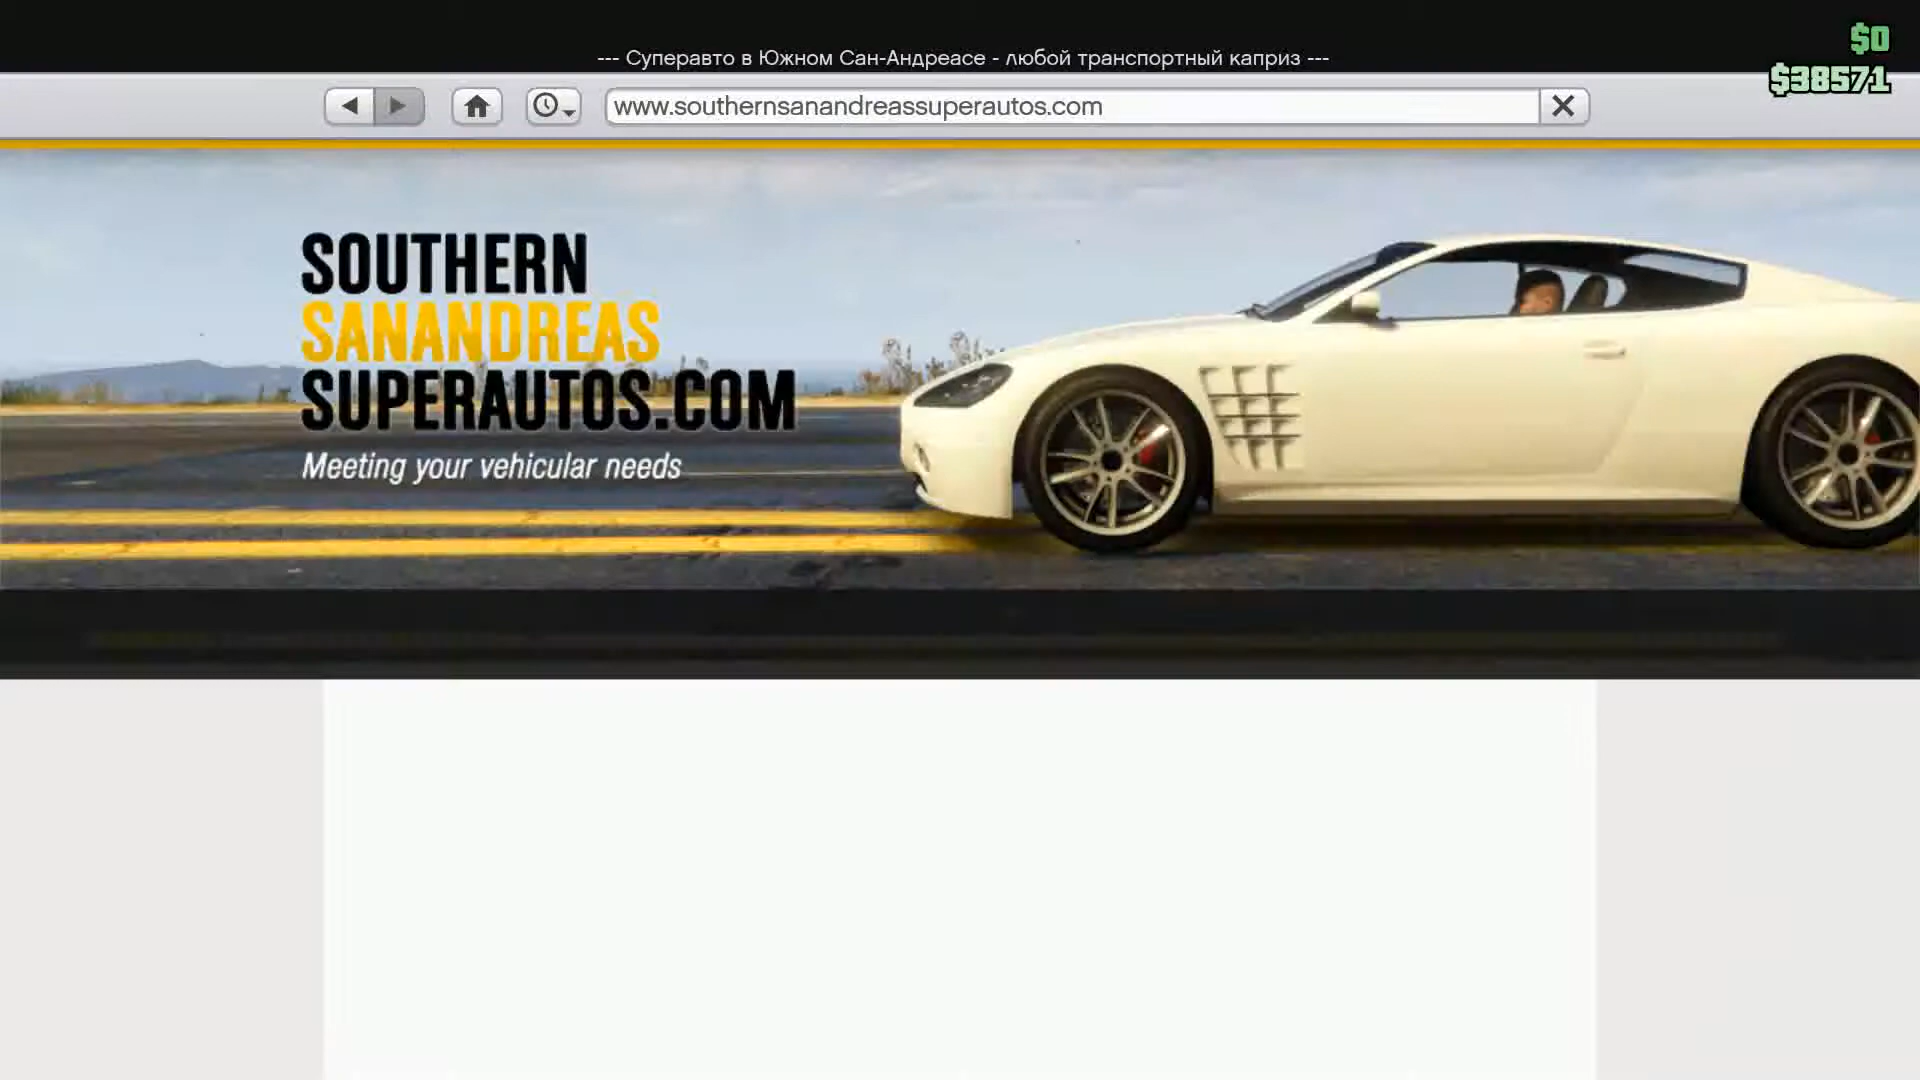 $0
--- Суперавто в Южном Сан-Андреасе - любой транспортный каприз ---
$38571
www.southernsanandreassuperautos.com
SOUTHERN
SANANDREAS
SUPERAUTOS.COM
Meeting your vehicular needs